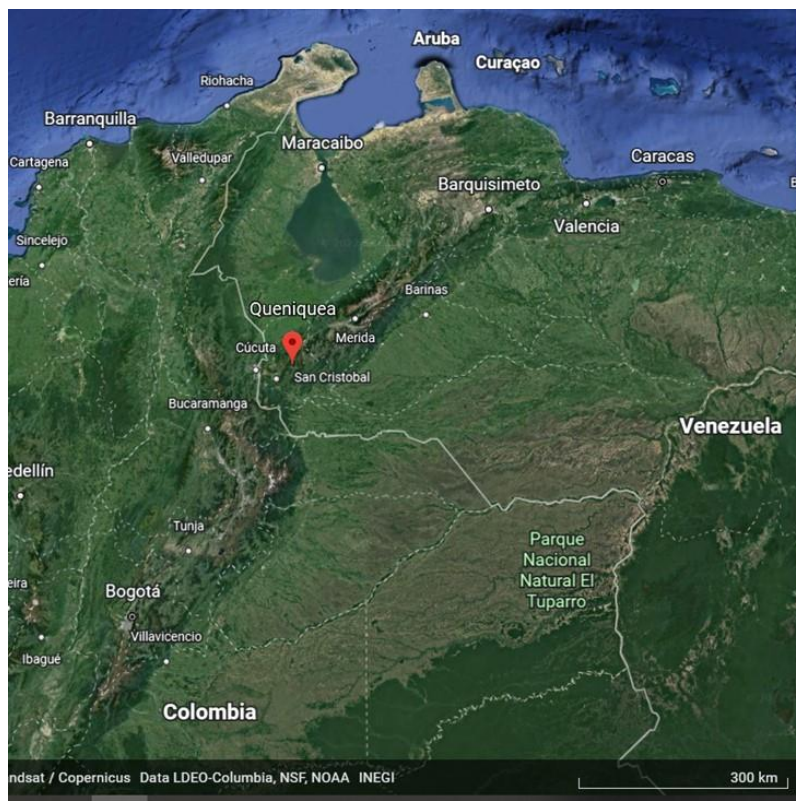 Aruba
Curaçao
Riohacha
Barranquilla
Maracaibo
Caracas
Cartagena
Valledupar
Barquisimeto
Valencia
Sincelejo
ería
Barinas
Queniquea
Merida
Cúcuta
San Cristobal
Bucaramanga
Venezuela
edellín
Tunja
Parque
Nacional
Natural El
Tuparro
eira
Bogotá
Villavicencio
Ibagué
Colombia
ndsat / Copernicus Data LDEO-Columbia, NSF, NOAA INEGI
300 km